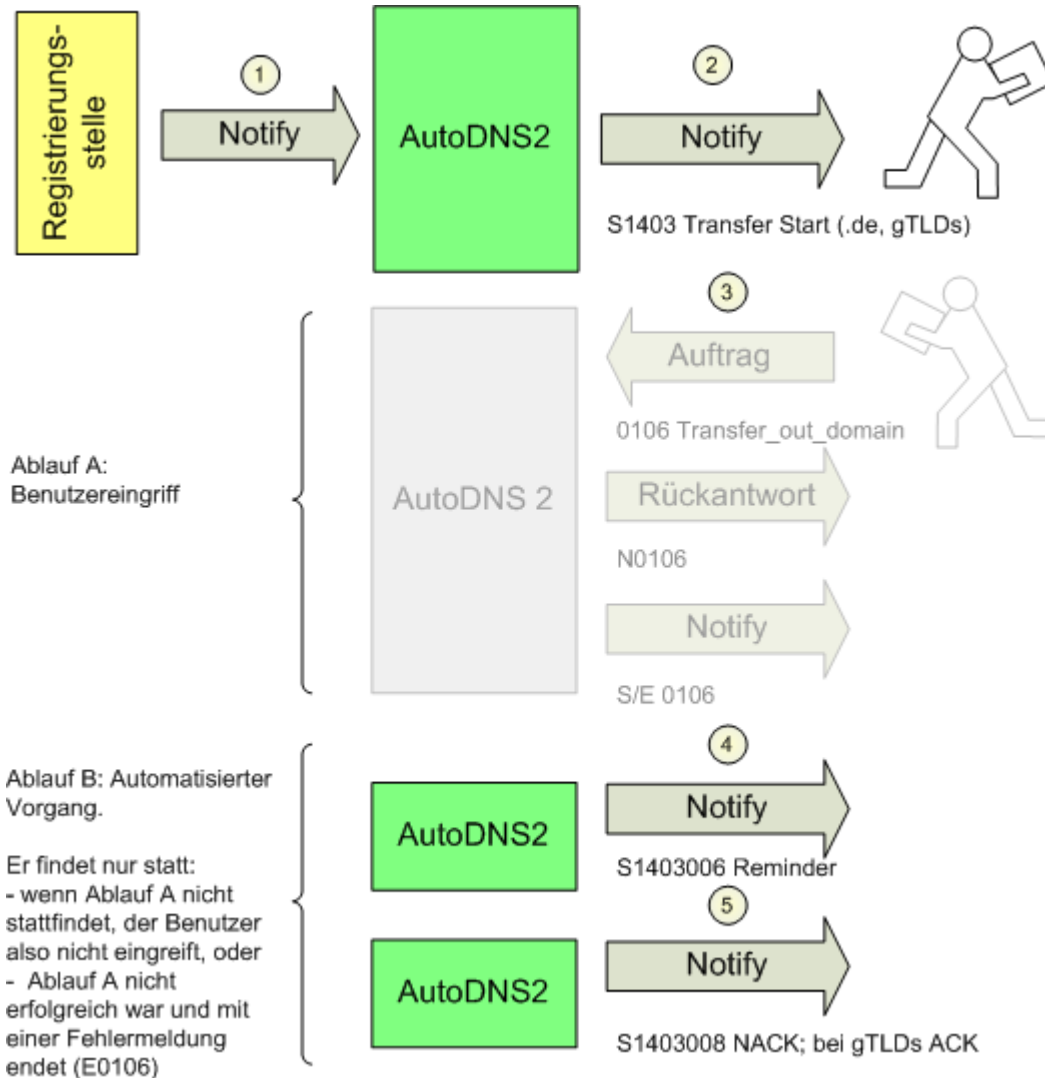 Registrierungs-
stelle
1
Notify
AutoDNS2
2
Notify
S1403 Transfer Start (.de, gTLDs)
3
Auftrag
0106 Transfer_out_domain
Ablauf A:
Benutzereingriff
AutoDNS 2
Rückantwort
N0106
Notify
S/E 0106
Ablauf B: Automatisierter
Vorgang.
Er findet nur statt:
- wenn Ablauf A nicht
stattfindet, der Benutzer
also nicht eingreift, oder
- Ablauf A nicht
erfolgreich war und mit
einer Fehlermeldung
endet (E0106)
4
AutoDNS2
Notify
S1403006 Reminder
5
AutoDNS2
Notify
S1403008 NACK; bei gTLDs ACK